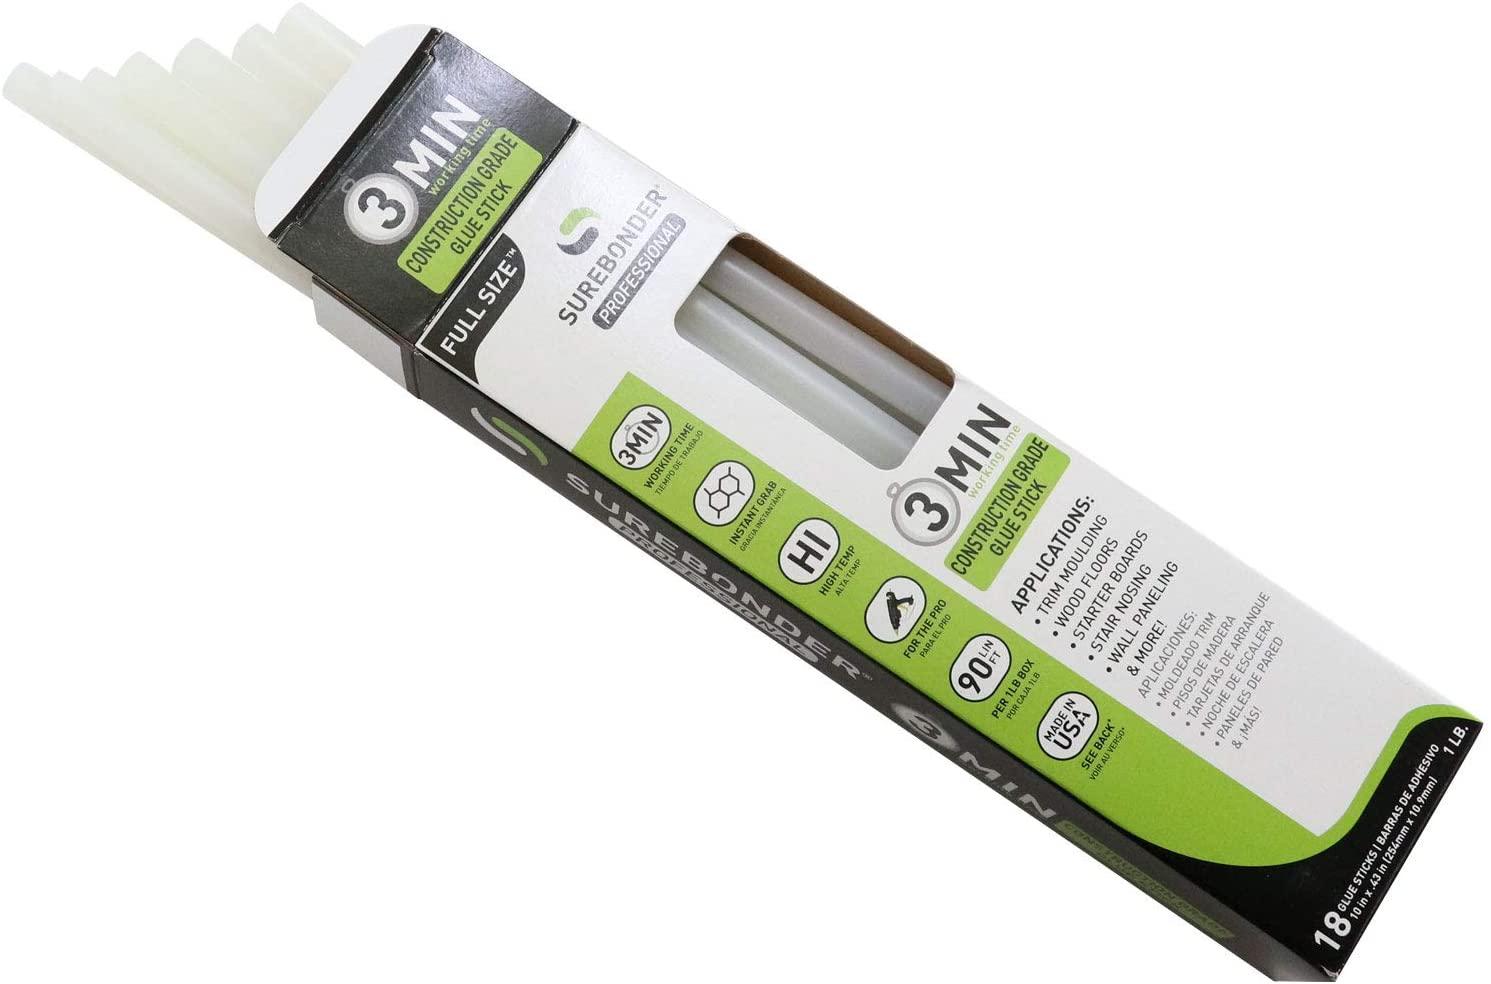 3 MIN
working time
CONSTRUCTION GRADE
GLUE STICK
FULL SIZE™
SUREBONDER®
PROFESSIONAL
3MIN
WORKING TIME
TIEMPO DE TRABAJO
INSTANT GRAB
GRACIA INSTANTÁNEA
HI
HIGH TEMP
ALTA TEMP
FOR THE PRO
PARA EL PRO
90 LIN FT
PER 1LB BOX
POR CAJA 1LB
MADE IN
USA
SEE BACK*
VOIR AU VERSO*
3 MIN
working time
CONSTRUCTION GRADE
GLUE STICK
APPLICATIONS:
• TRIM MOULDING
• WOOD FLOORS
• STARTER BOARDS
• STAIR NOSING
• WALL PANELING
& MORE!
APLICACIONES:
• MOLDEADO TRIM
• PISOS DE MADERA
• TARJETAS DE ARRANQUE
• NOCHE DE ESCALERA
• PANELES DE PARED
& ¡MÁS!
18 GLUE STICKS | BARRAS DE ADHESIVO
10 in x .43 in (254mm x 10.9mm)
1 LB.
SUREBONDER®
PROFESSIONAL
3 MIN
CONSTRUCTION GRADE